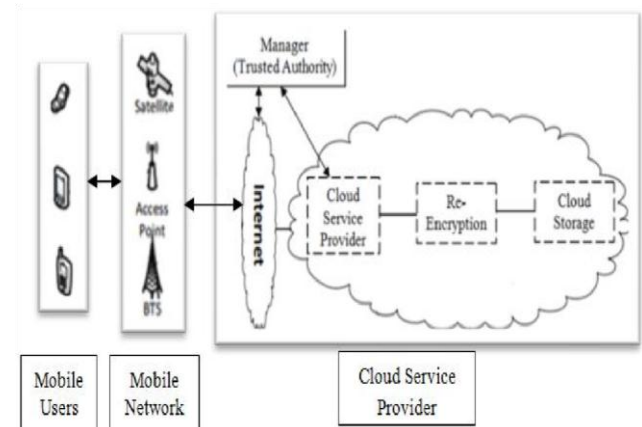 Manager
(Trusted Authority)
Satellite
Access
Point
BTS
Internet
Cloud
Service
Provider
Re-
Encryption
Cloud
Storage
Mobile
Users
Mobile
Network
Cloud Service
Provider